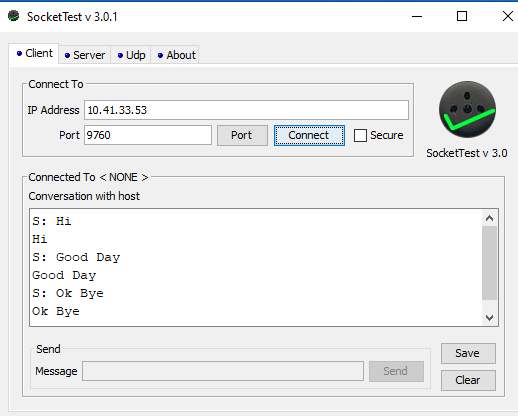 SocketTest v 3.0.1
Client Server Udp About
Connect To
IP Address 10.41.33.53
Port 9760 Port Connect Secure
SocketTest v 3.0
Connected To < NONE >
Conversation with host
S: Hi
Hi
S: Good Day
Good Day
S: Ok Bye
Ok Bye
Send
Message Send
Save
Clear